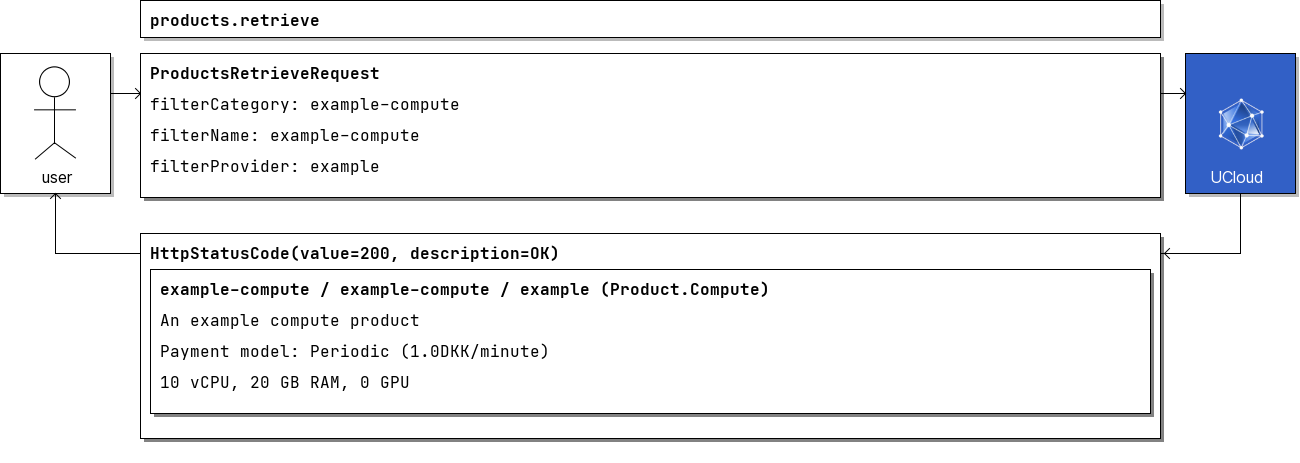 products.retrieve
ProductsRetrieveRequest
filterCategory: example-compute
filterName: example-compute
filterProvider: example
user
UCloud
HttpStatusCode(value=200, description=OK)
example-compute / example-compute / example (Product.Compute)
An example compute product
Payment model: Periodic (1.0DKK/minute)
10 vCPU, 20 GB RAM, 0 GPU